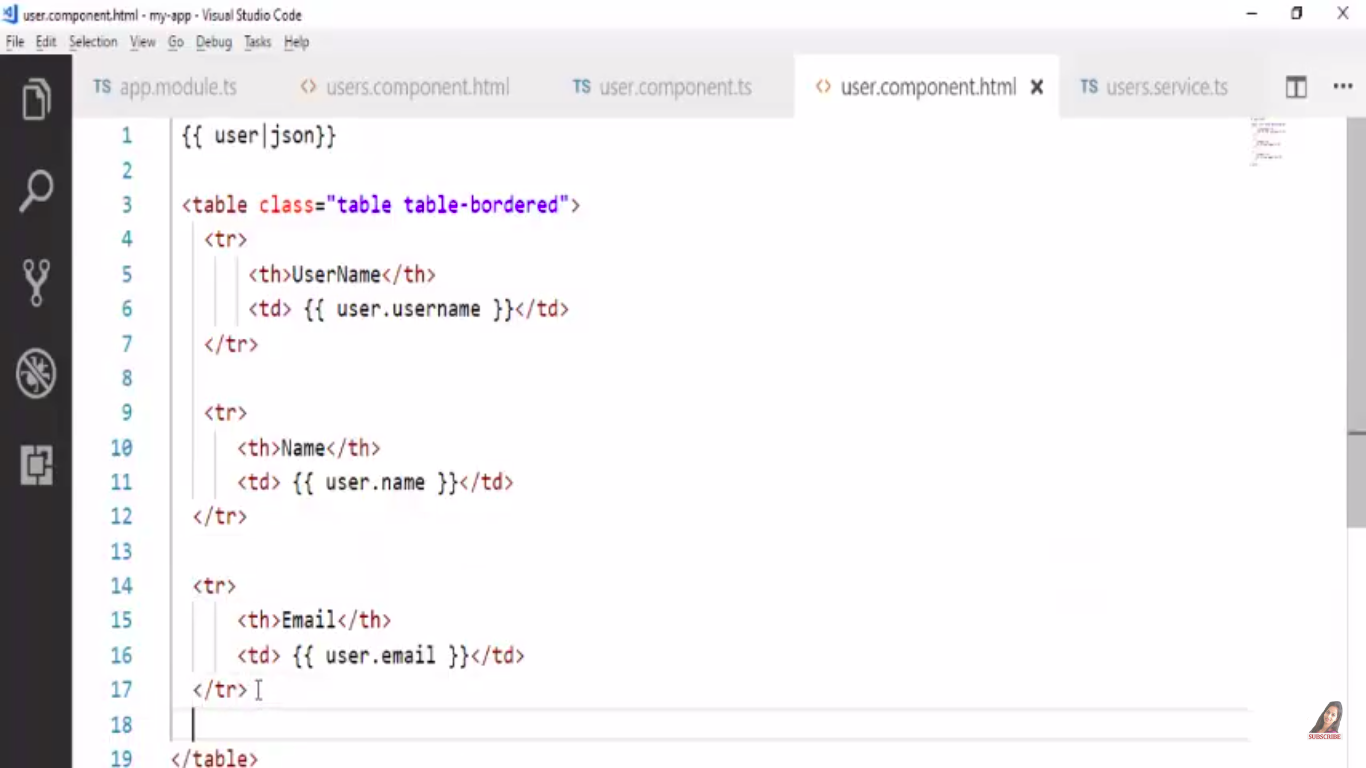 user.component.html - my-app - Visual Studio Code
File Edit Selection View Go Debug Tasks Help
TS app.module.ts <> users.component.html TS user.component.ts <> user.component.html TS users.service.ts
1 {{ user|json}}
2
3 <table class="table table-bordered">
4 <tr>
5 <th>UserName</th>
6 <td> {{ user.username }}</td>
7 </tr>
8
9 <tr>
10 <th>Name</th>
11 <td> {{ user.name }}</td>
12 </tr>
13
14 <tr>
15 <th>Email</th>
16 <td> {{ user.email }}</td>
17 </tr>
18
19 </table>
SUBSCRIBE